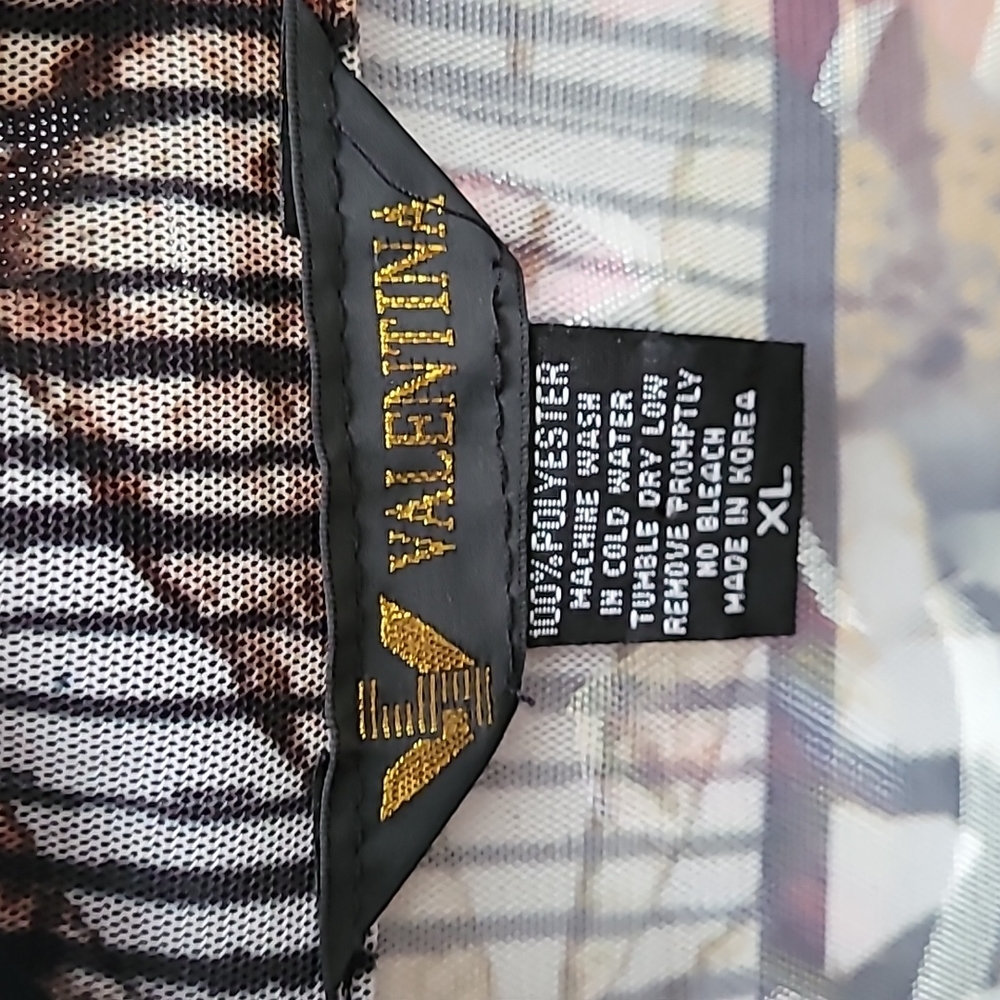 VALENTINA
100% POLYESTER
MACHINE WASH
IN COLD WATER
TUMBLE DRY LOW
REMOVE PROMPTLY
NO BLEACH
MADE IN KOREA
XL